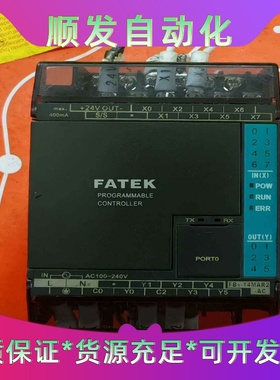 顺发自动化
max. 400mA
+24V OUT-
X0 X2 X4 X6
S/S
X1 X3 X5 X7
FATEK
PROGRAMMABLE
CONTROLLER
TX RX
PORT0
0 1
2 3
4 5
6 7
IN(X)
POW
RUN
ERR
OUT(Y)
0 1
2 3
4 5
IN
AC100-240V
L N
C0 Y0 Y1 Y2 Y4
C2 Y3 Y5
14MAR2
AC
质保证*货源充足*可开发